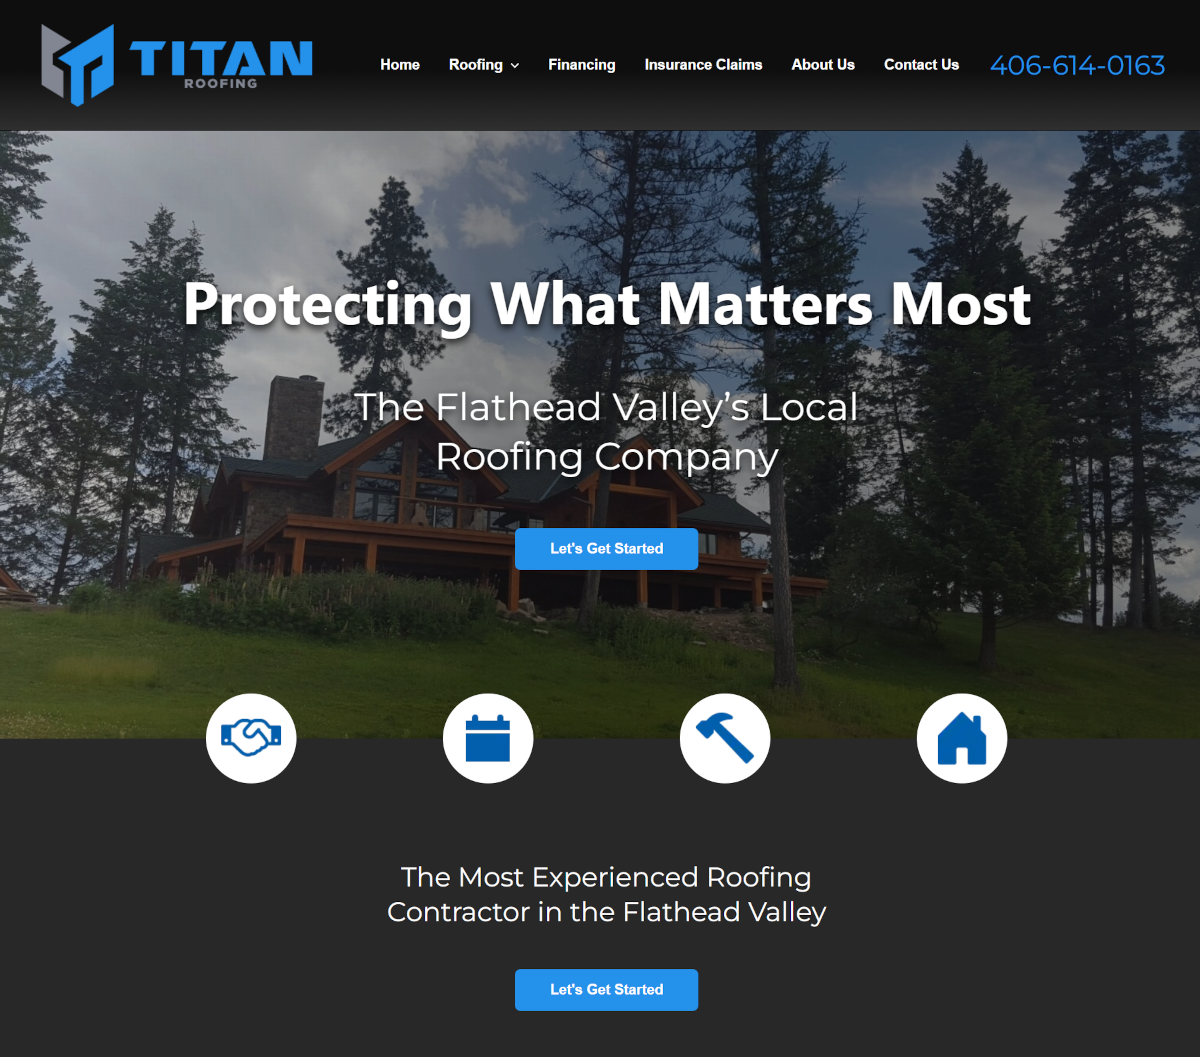 TITAN
ROOFING
Home Roofing Financing Insurance Claims About Us Contact Us 406-614-0163
Protecting What Matters Most
The Flathead Valley’s Local
Roofing Company
Let's Get Started
The Most Experienced Roofing
Contractor in the Flathead Valley
Let's Get Started